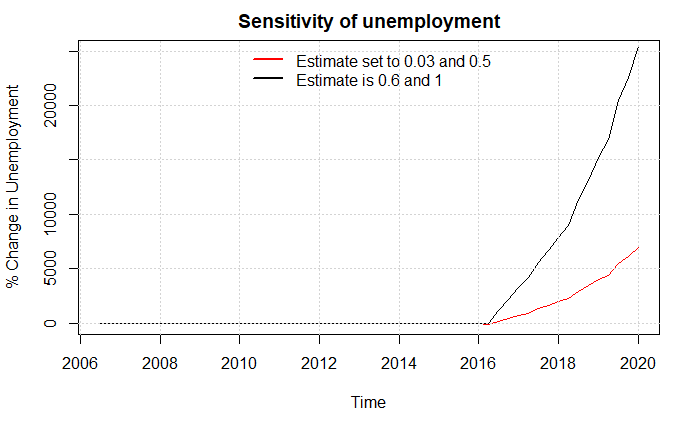 Sensitivity of unemployment
Estimate set to 0.03 and 0.5
Estimate is 0.6 and 1
% Change in Unemployment
20000
10000
5000
0
2006 2008 2010 2012 2014 2016 2018 2020
Time